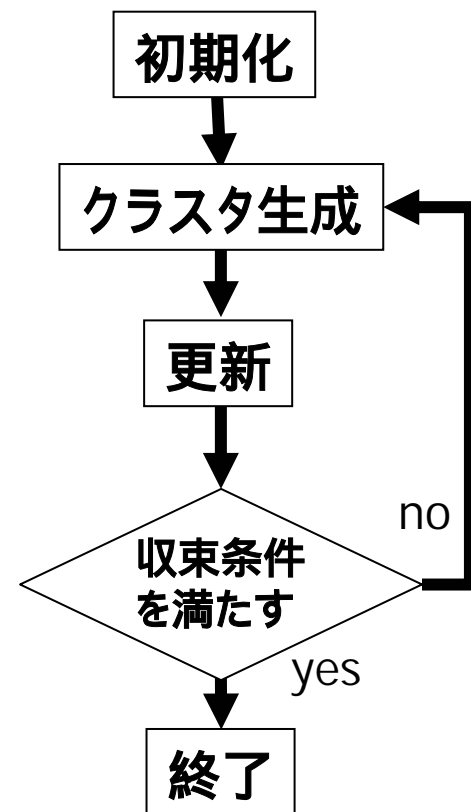 初期化
クラスタ生成
更新
収束条件
を満たす
no
yes
終了